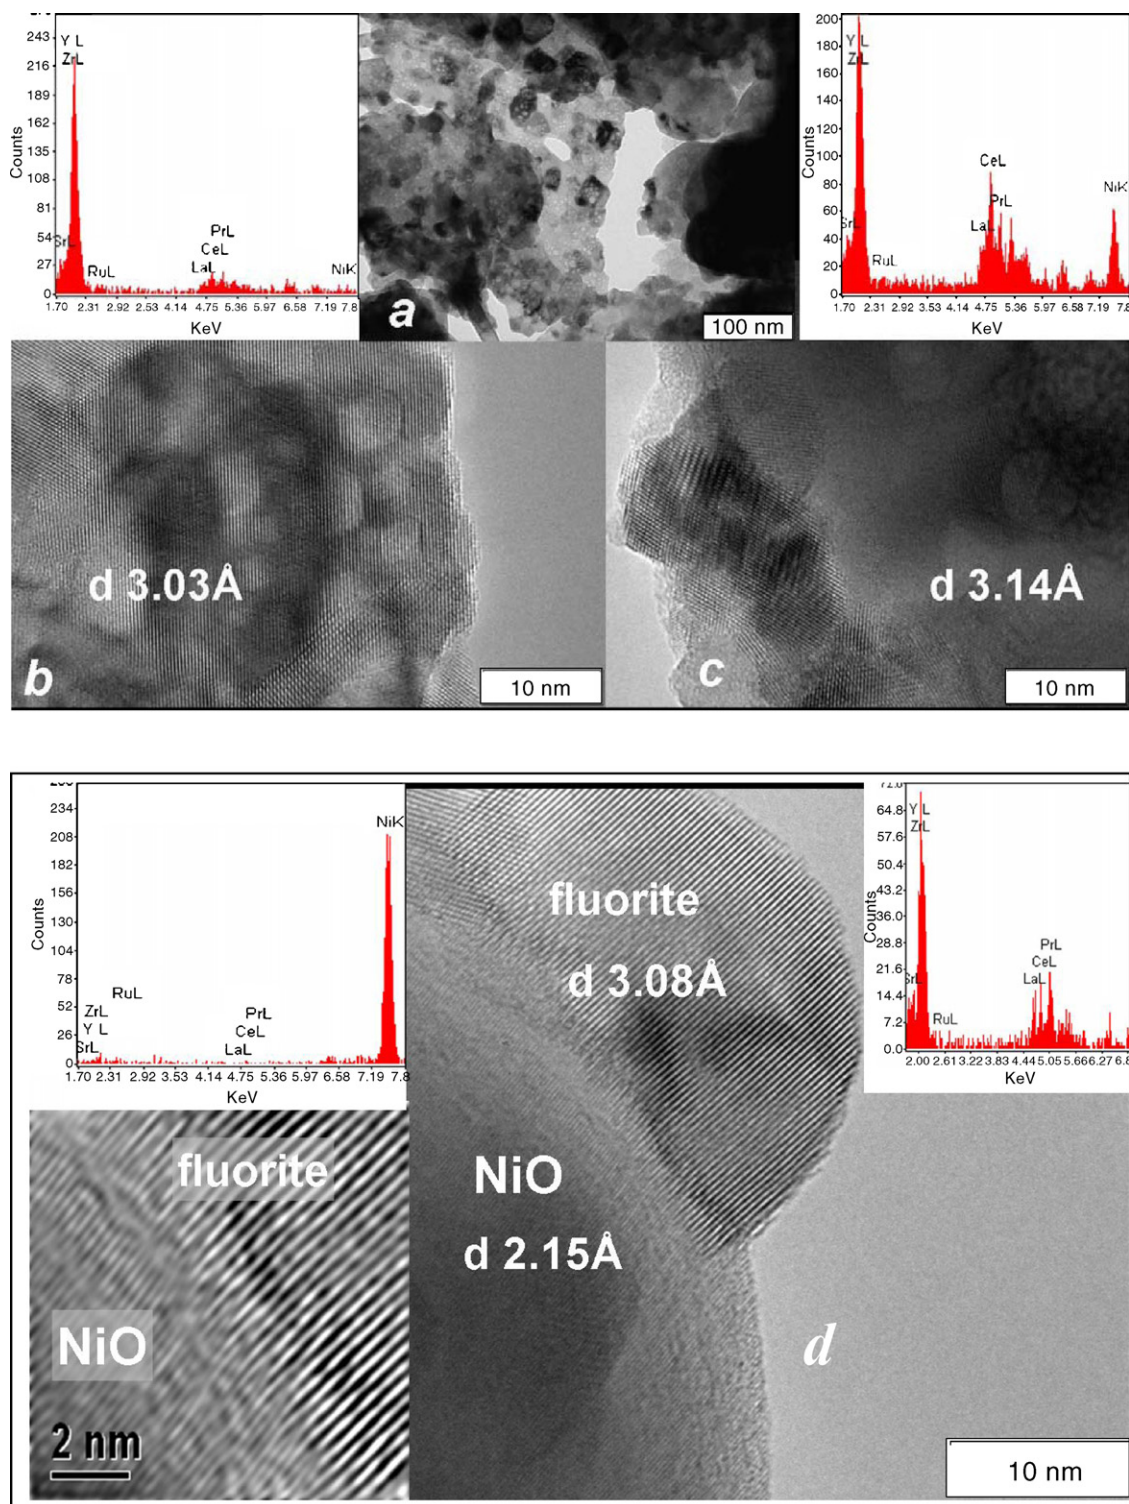 243
216
189
162
135
108
81
54
27
0
Counts
Y L
ZrL
SrL
RuL
PrL
CeL
LaL
NiK
1.70 2.31 2.92 3.53 4.14 4.75 5.36 5.97 6.58 7.19 7.8
KeV
a
100 nm
200
180
160
140
120
100
80
60
40
20
0
Counts
Y L
ZrL
SrL
RuL
CeL
PrL
LaL
NiK
1.70 2.31 2.92 3.53 4.14 4.75 5.36 5.97 6.58 7.19 7.8
KeV
d 3.03Å
b
10 nm
d 3.14Å
c
10 nm
234
208
182
156
130
104
78
52
26
0
Counts
RuL
ZrL
Y L
SrL
PrL
CeL
LaL
NiK
1.70 2.31 2.92 3.53 4.14 4.75 5.36 5.97 6.58 7.19 7.8
KeV
fluorite
d 3.08Å
NiO
d 2.15Å
d
10 nm
72.0
64.8
57.6
50.4
43.2
36.0
28.8
21.6
14.4
7.2
0.0
Counts
Y L
ZrL
SrL
RuL
PrL
CeL
LaL
2.00 2.61 3.22 3.83 4.44 5.05 5.66 6.27 6.8
KeV
fluorite
NiO
2 nm